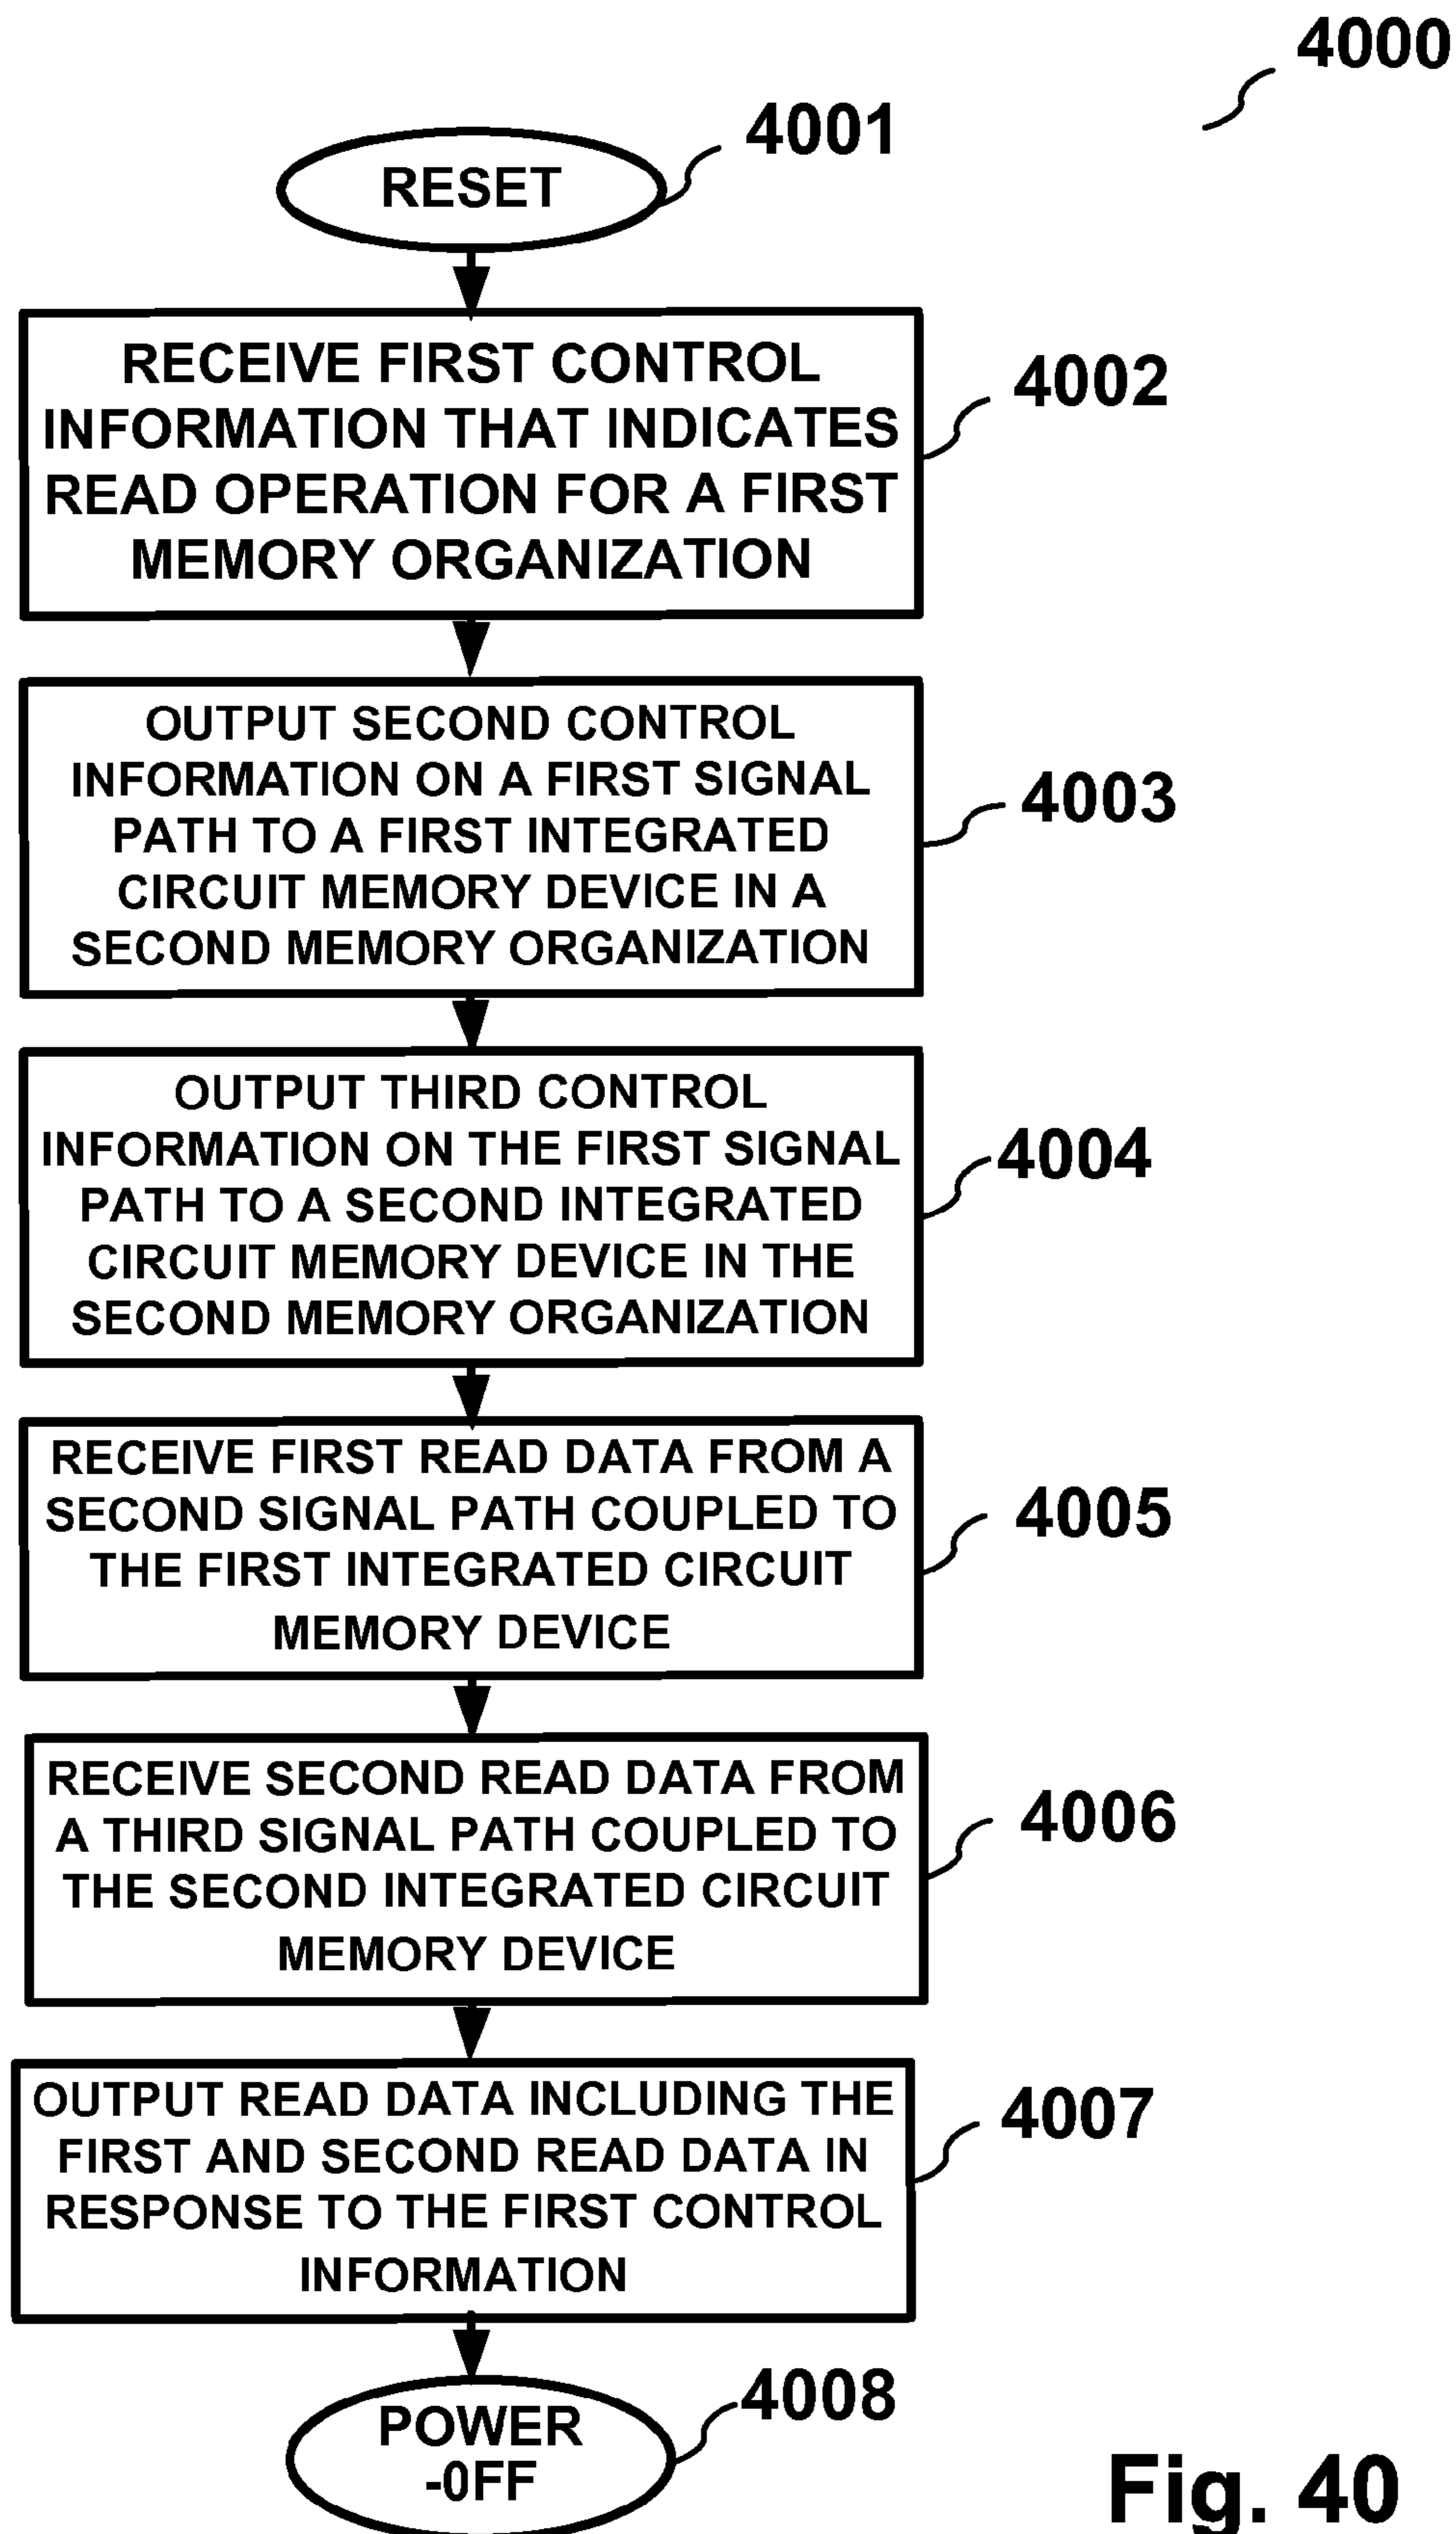 4000
4001
RESET
RECEIVE FIRST CONTROL
INFORMATION THAT INDICATES
READ OPERATION FOR A FIRST
MEMORY ORGANIZATION
4002
OUTPUT SECOND CONTROL
INFORMATION ON A FIRST SIGNAL
PATH TO A FIRST INTEGRATED
CIRCUIT MEMORY DEVICE IN A
SECOND MEMORY ORGANIZATION
4003
OUTPUT THIRD CONTROL
INFORMATION ON THE FIRST SIGNAL
PATH TO A SECOND INTEGRATED
CIRCUIT MEMORY DEVICE IN THE
SECOND MEMORY ORGANIZATION
4004
RECEIVE FIRST READ DATA FROM A
SECOND SIGNAL PATH COUPLED TO
THE FIRST INTEGRATED CIRCUIT
MEMORY DEVICE
4005
RECEIVE SECOND READ DATA FROM
A THIRD SIGNAL PATH COUPLED TO
THE SECOND INTEGRATED CIRCUIT
MEMORY DEVICE
4006
OUTPUT READ DATA INCLUDING THE
FIRST AND SECOND READ DATA IN
RESPONSE TO THE FIRST CONTROL
INFORMATION
4007
POWER
-0FF
4008
Fig. 40